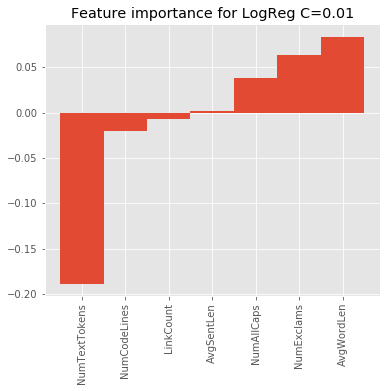 Feature importance for LogReg C=0.01
0.05
0.00
−0.05
−0.10
−0.15
−0.20
NumTextTokens
NumCodeLines
LinkCount
AvgSentLen
NumAllCaps
NumExclams
AvgWordLen